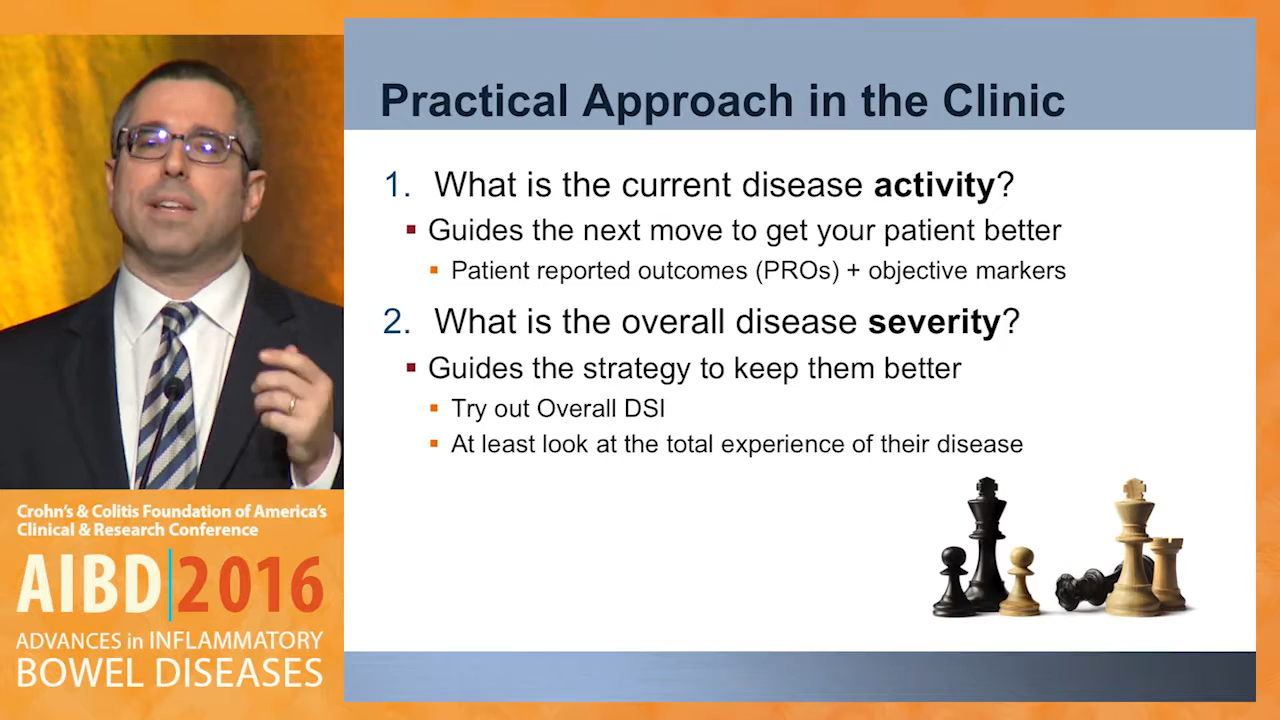 Practical Approach in the Clinic
1. What is the current disease activity?
Guides the next move to get your patient better
Patient reported outcomes (PROs) + objective markers
2. What is the overall disease severity?
Guides the strategy to keep them better
Try out Overall DSI
At least look at the total experience of their disease
Crohn's & Colitis Foundation of America's
Clinical & Research Conference
AIBD|2016
ADVANCES in INFLAMMATORY
BOWEL DISEASES